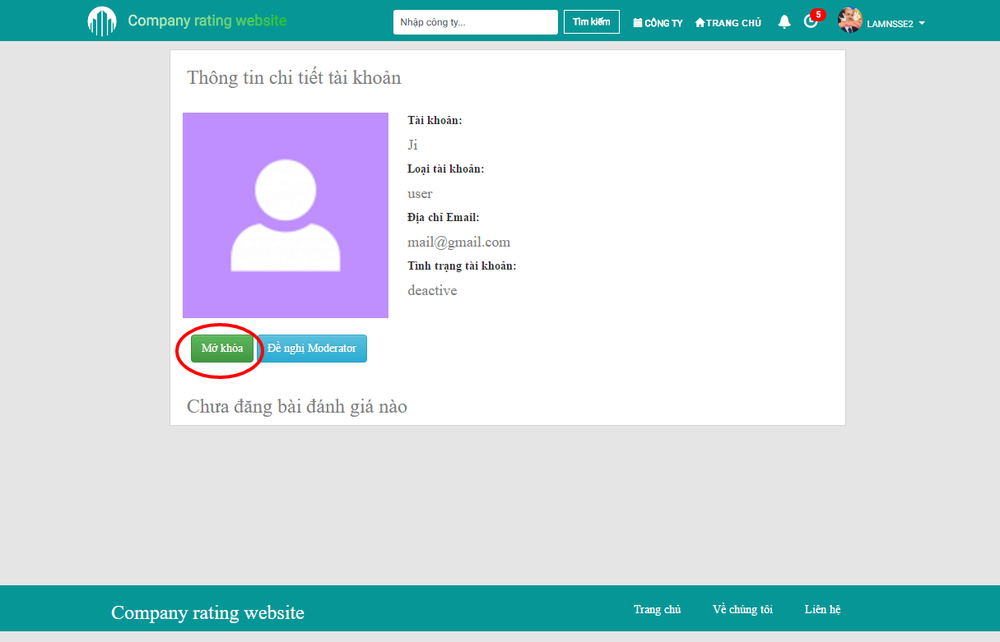 Company rating website
Nhập công ty...
Tìm kiếm
CÔNG TY
TRANG CHỦ
5
LAMNSSE2
Thông tin chi tiết tài khoản
Tài khoản:
Ji
Loại tài khoản:
user
Địa chỉ Email:
mail@gmail.com
Tình trạng tài khoản:
deactive
Mở khóa
Đề nghị Moderator
Chưa đăng bài đánh giá nào
Company rating website
Trang chủ
Về chúng tôi
Liên hệ